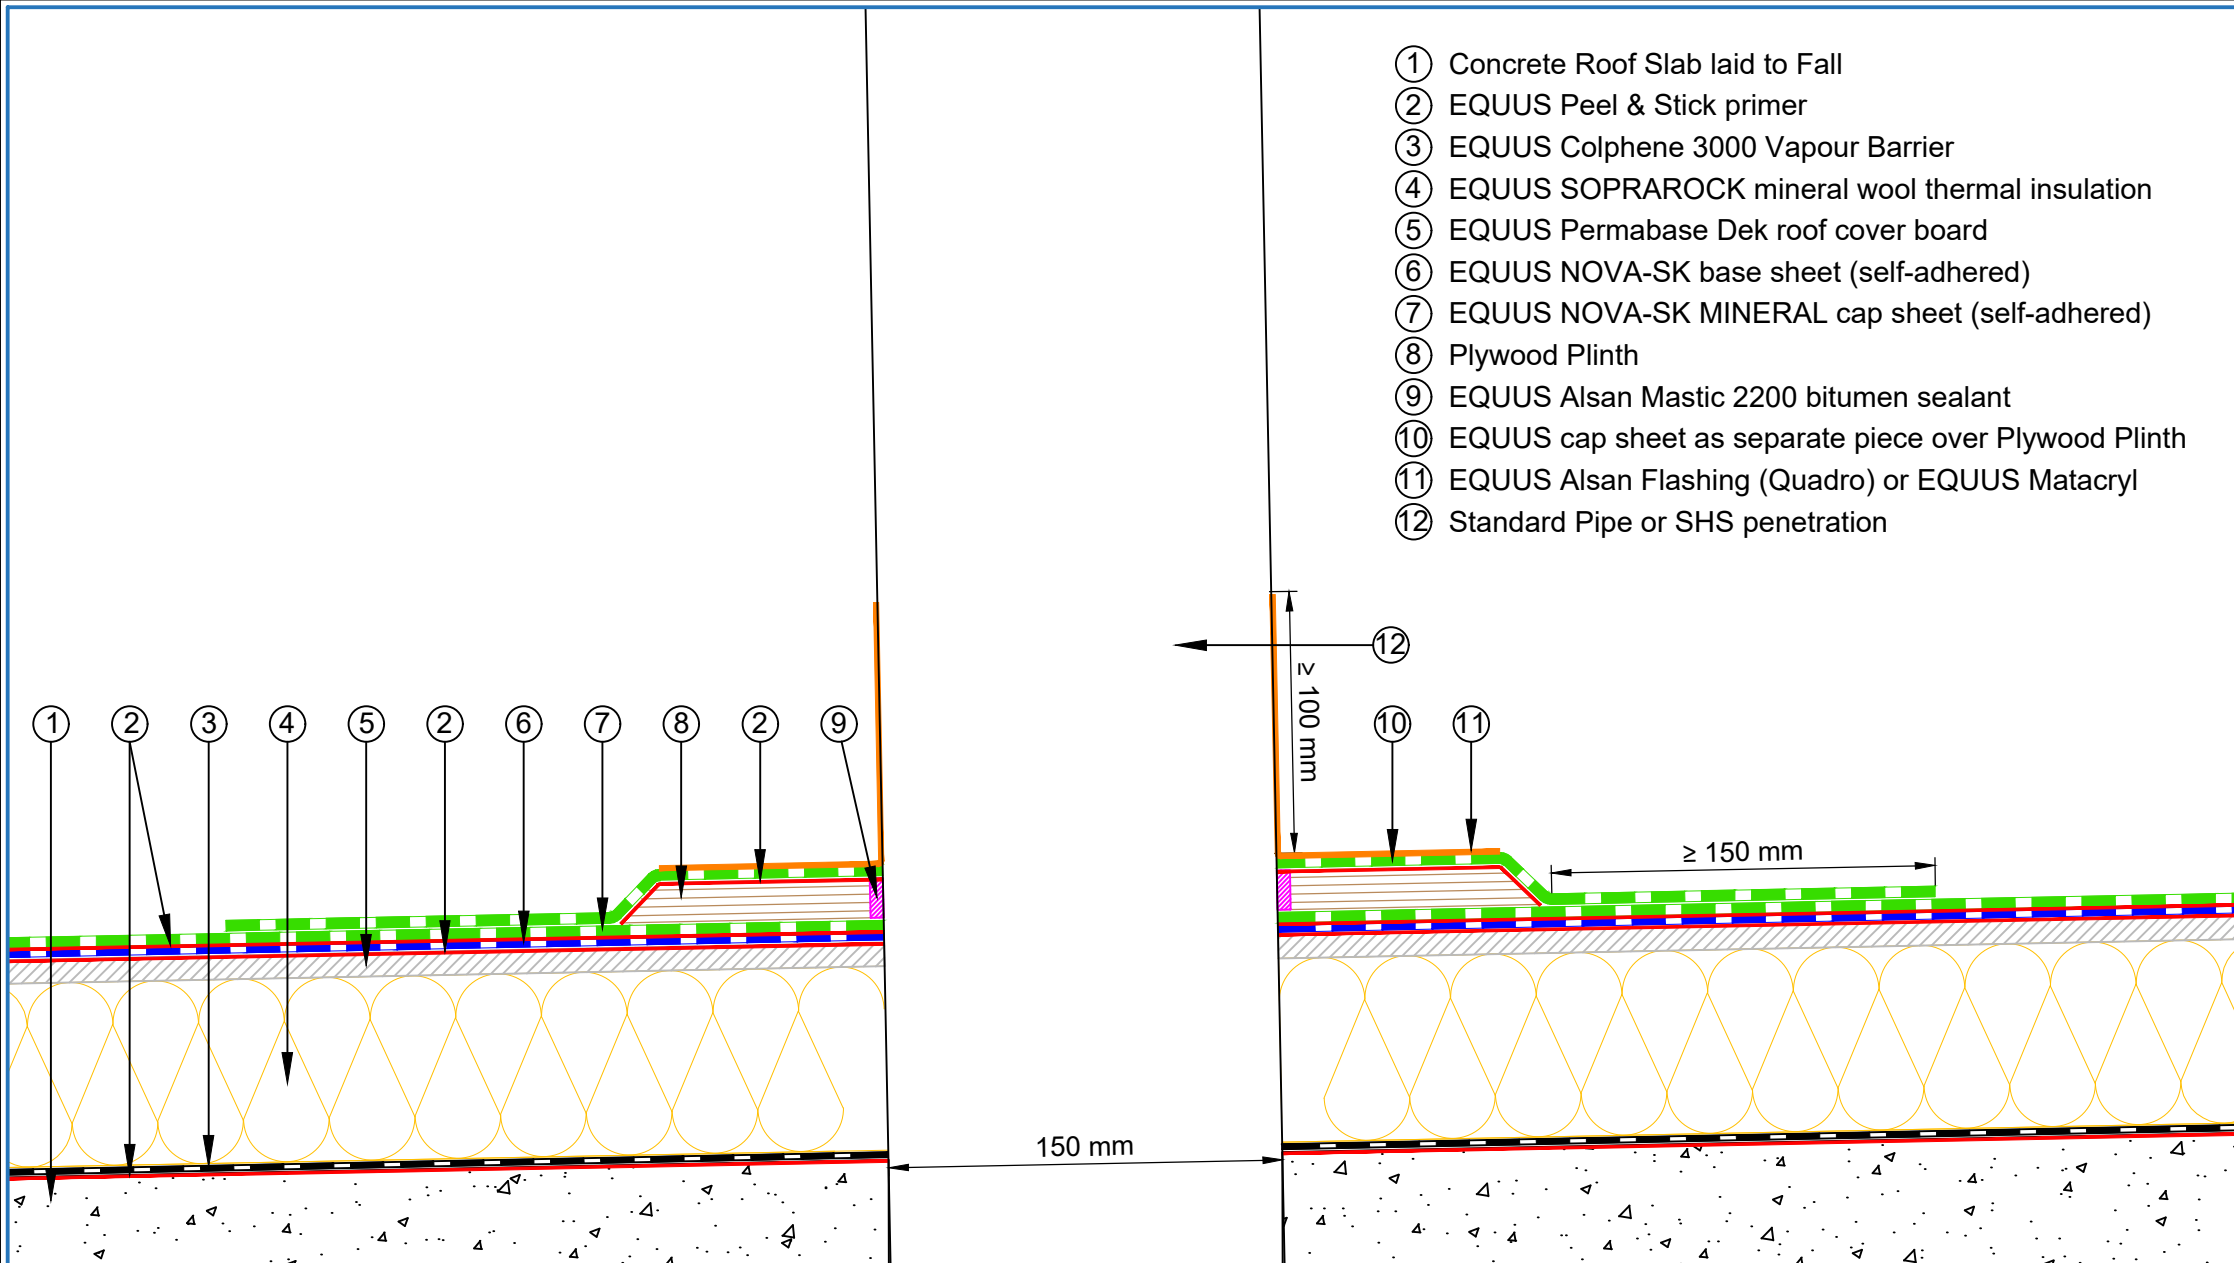 1 Concrete Roof Slab laid to Fall
2 EQUUS Peel & Stick primer
3 EQUUS Colphene 3000 Vapour Barrier
4 EQUUS SOPRAROCK mineral wool thermal insulation
5 EQUUS Permabase Dek roof cover board
6 EQUUS NOVA-SK base sheet (self-adhered)
7 EQUUS NOVA-SK MINERAL cap sheet (self-adhered)
8 Plywood Plinth
9 EQUUS Alsan Mastic 2200 bitumen sealant
10 EQUUS cap sheet as separate piece over Plywood Plinth
11 EQUUS Alsan Flashing (Quadro) or EQUUS Matacryl
12 Standard Pipe or SHS penetration
12
≥ 100 mm
1 2 3 4 5 2 6 7 8 2 9 10 11
≥ 150 mm
150 mm